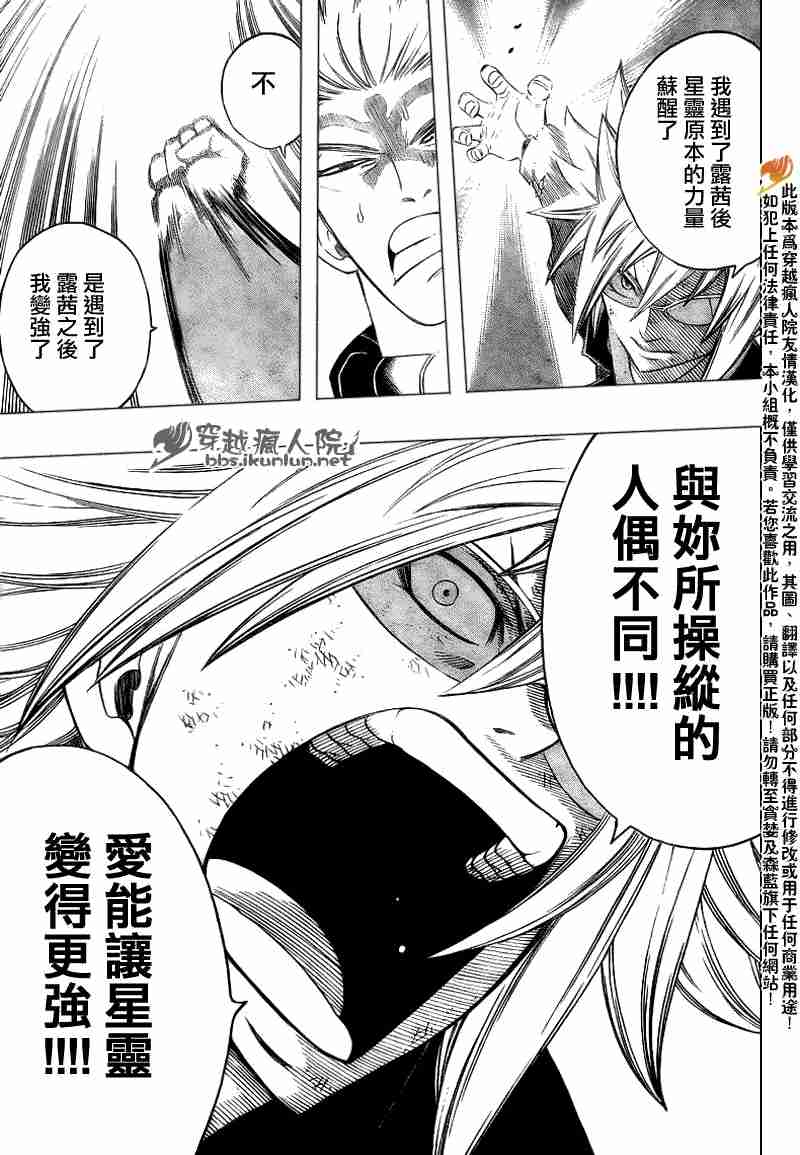 我遇到了露茜後
星靈原本的力量
蘇醒了
不
是遇到了
露茜之後
我變強了
穿越瘋人院
bbs.ikunlun.net
與妳所操縱的
人偶不同!!!!
愛能讓星靈
變得更強!!!!
此版本爲穿越瘋人院友情漢化，僅供學習交流之用，其圖、翻譯以及任何部分不得進行修改或用于任何商業用途！
如犯上任何法律責任，本小組概不負責。若您喜歡此作品，請購買正版！請勿轉至貪婪及森藍旗下任何網站！